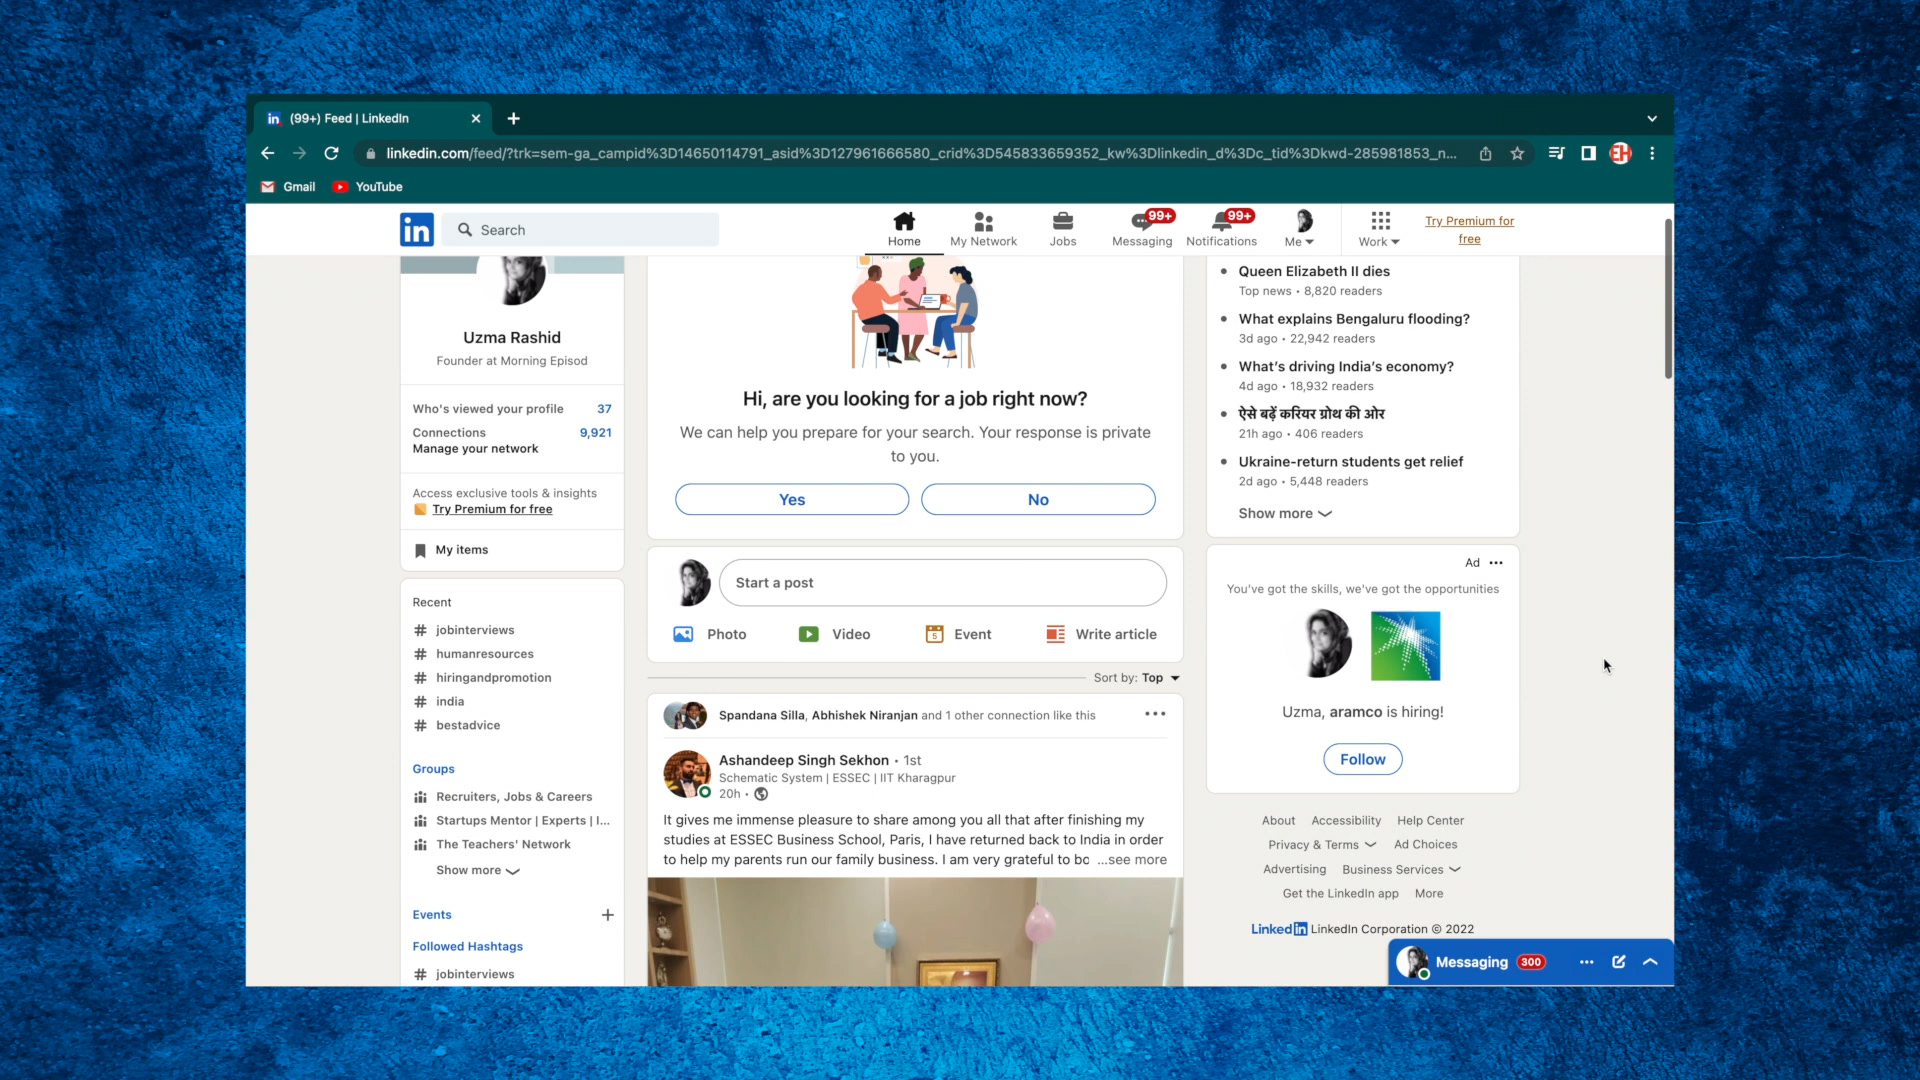 (99+) Feed | LinkedIn
linkedin.com/feed/?trk=sem-ga_campid%3D14650114791_asid%3D127961666580_crid%3D545833659352_kw%3Dlinkedin_d%3Dc_tid%3Dkwd-285981853_n...
EH
Gmail YouTube
in Search
99+ 99+
Home My Network Jobs Messaging Notifications Me Work
Try Premium for
free
Uzma Rashid
Founder at Morning Episod
Who's viewed your profile 37
Connections 9,921
Manage your network
Access exclusive tools & insights
Try Premium for free
My items
Recent
# jobinterviews
# humanresources
# hiringandpromotion
# india
# bestadvice
Groups
Recruiters, Jobs & Careers
Startups Mentor | Experts | I...
The Teachers' Network
Show more
Events +
Followed Hashtags
# jobinterviews
Hi, are you looking for a job right now?
We can help you prepare for your search. Your response is private
to you.
Yes No
Start a post
Photo Video 5 Event Write article
Sort by: Top
Spandana Silla, Abhishek Niranjan and 1 other connection like this
Ashandeep Singh Sekhon • 1st
Schematic System | ESSEC | IIT Kharagpur
20h •
It gives me immense pleasure to share among you all that after finishing my
studies at ESSEC Business School, Paris, I have returned back to India in order
to help my parents run our family business. I am very grateful to bc ...see more
• Queen Elizabeth II dies
Top news • 8,820 readers
• What explains Bengaluru flooding?
3d ago • 22,942 readers
• What's driving India's economy?
4d ago • 18,932 readers
• ऐसे बढ़ें करियर ग्रोथ की ओर
21h ago • 406 readers
• Ukraine-return students get relief
2d ago • 5,448 readers
Show more
Ad
You've got the skills, we've got the opportunities
Uzma, aramco is hiring!
Follow
About Accessibility Help Center
Privacy & Terms Ad Choices
Advertising Business Services
Get the LinkedIn app More
LinkedIn LinkedIn Corporation © 2022
Messaging 300